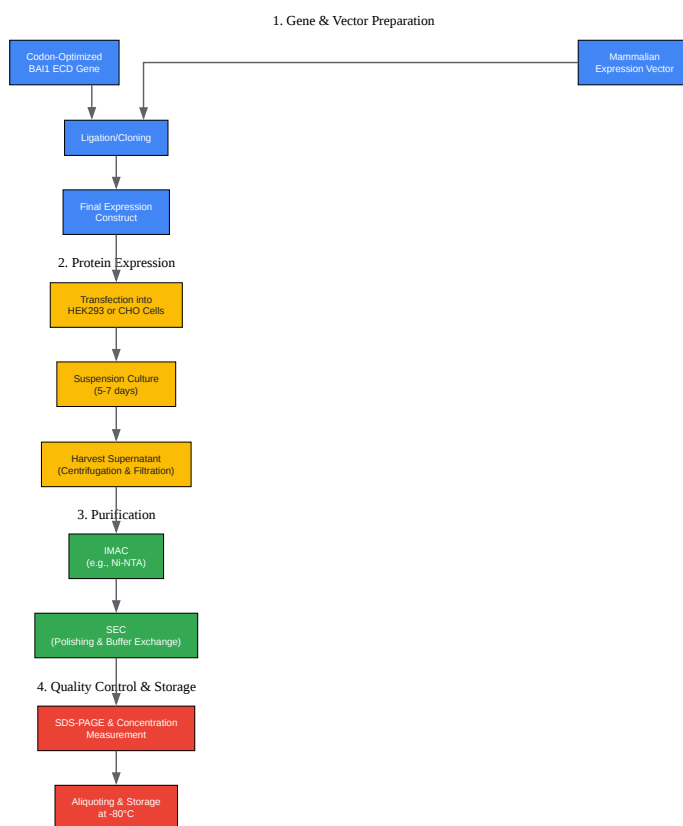 1. Gene & Vector Preparation
Codon-Optimized
BAI1 ECD Gene
Mammalian
Expression Vector
Ligation/Cloning
Final Expression
Construct
2. Protein Expression
Transfection into
HEK293 or CHO Cells
Suspension Culture
(5-7 days)
Harvest Supernatant
(Centrifugation & Filtration)
3. Purification
IMAC
(e.g., Ni-NTA)
SEC
(Polishing & Buffer Exchange)
4. Quality Control & Storage
SDS-PAGE & Concentration
Measurement
Aliquoting & Storage
at -80°C